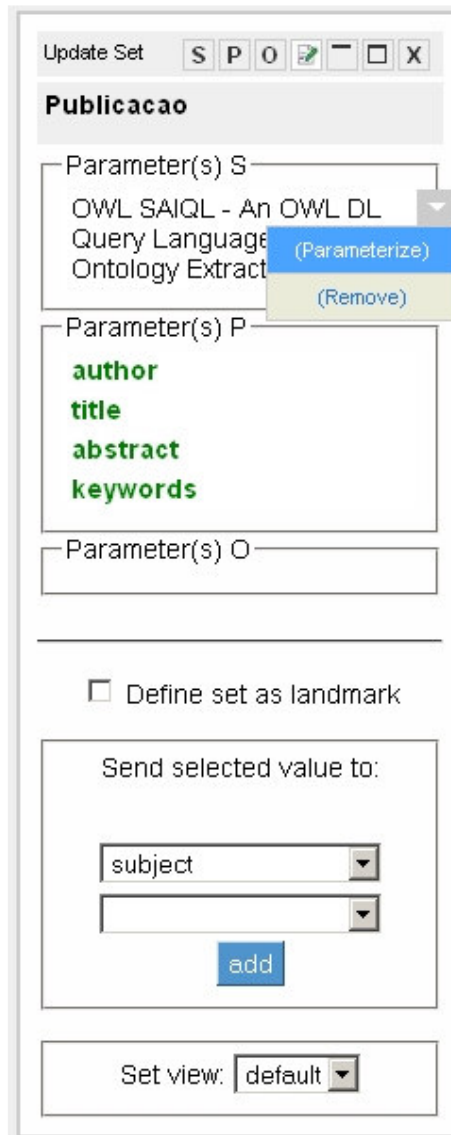 Update Set S P O X
Publicacao
Parameter(s) S
OWL SAIQL - An OWL DL
Query Language
(Parameterize)
Ontology Extract
(Remove)
Parameter(s) P
author
title
abstract
keywords
Parameter(s) O
Define set as landmark
Send selected value to:
subject
add
Set view: default